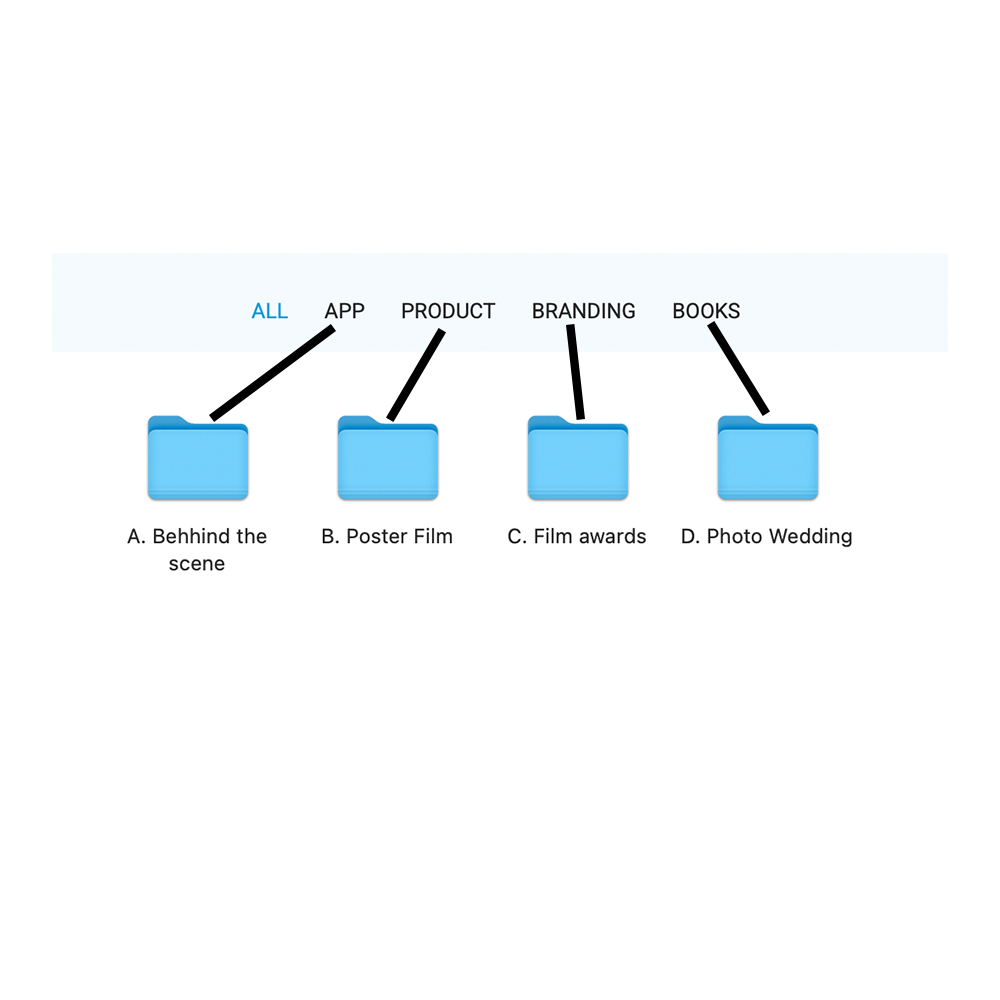 ALL APP PRODUCT BRANDING BOOKS
A. Behhind the scene
B. Poster Film
C. Film awards
D. Photo Wedding